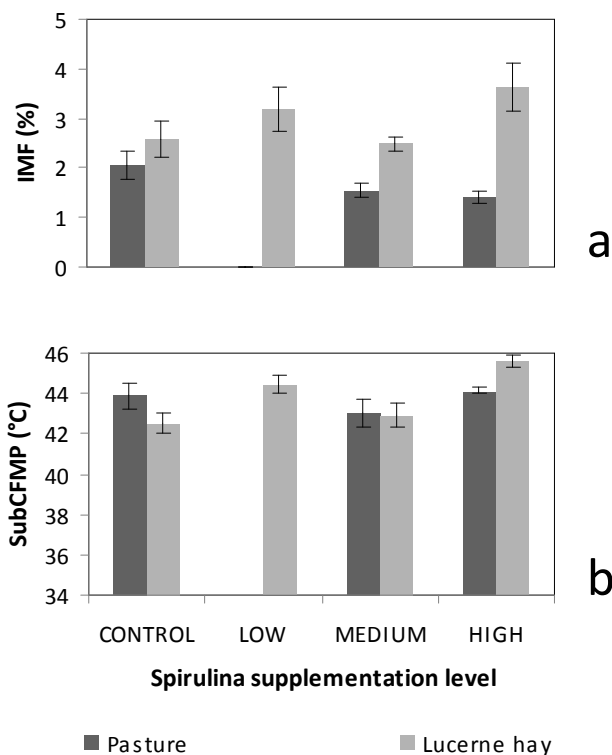 5
4
3
2
1
0
IMF (%)
a
46
44
42
40
38
36
34
SubCFMP (°C)
b
CONTROL LOW MEDIUM HIGH
Spirulina supplementation level
Pasture Lucerne hay